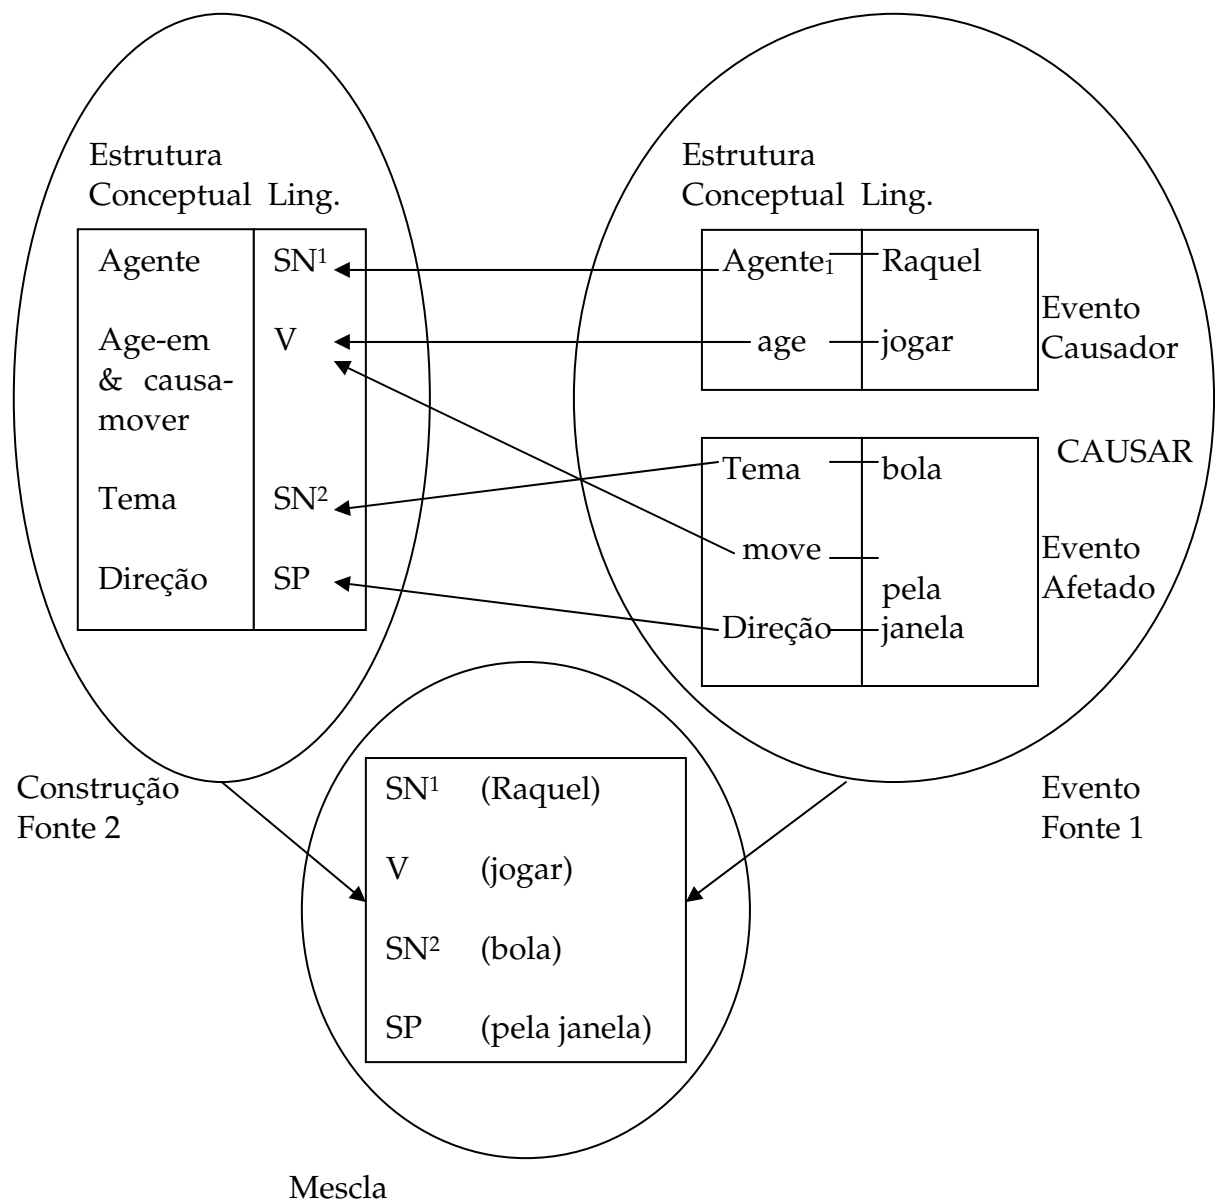 Estrutura
Conceptual Ling.
Agente SN¹
Age-em V
& causa-
mover
Tema SN²
Direção SP
Construção
Fonte 2
Estrutura
Conceptual Ling.
Agente₁ Raquel
age jogar
Evento
Causador
CAUSAR
Tema bola
move
pela
Direção janela
Evento
Afetado
Evento
Fonte 1
SN¹ (Raquel)
V (jogar)
SN² (bola)
SP (pela janela)
Mescla